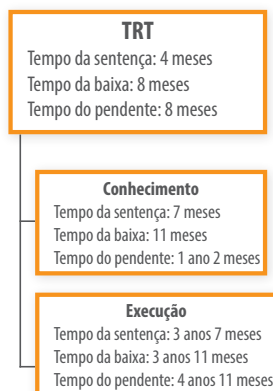 TRT
Tempo da sentença: 4 meses
Tempo da baixa: 8 meses
Tempo do pendente: 8 meses
Conhecimento
Tempo da sentença: 7 meses
Tempo da baixa: 11 meses
Tempo do pendente: 1 ano 2 meses
Execução
Tempo da sentença: 3 anos 7 meses
Tempo da baixa: 3 anos 11 meses
Tempo do pendente: 4 anos 11 meses